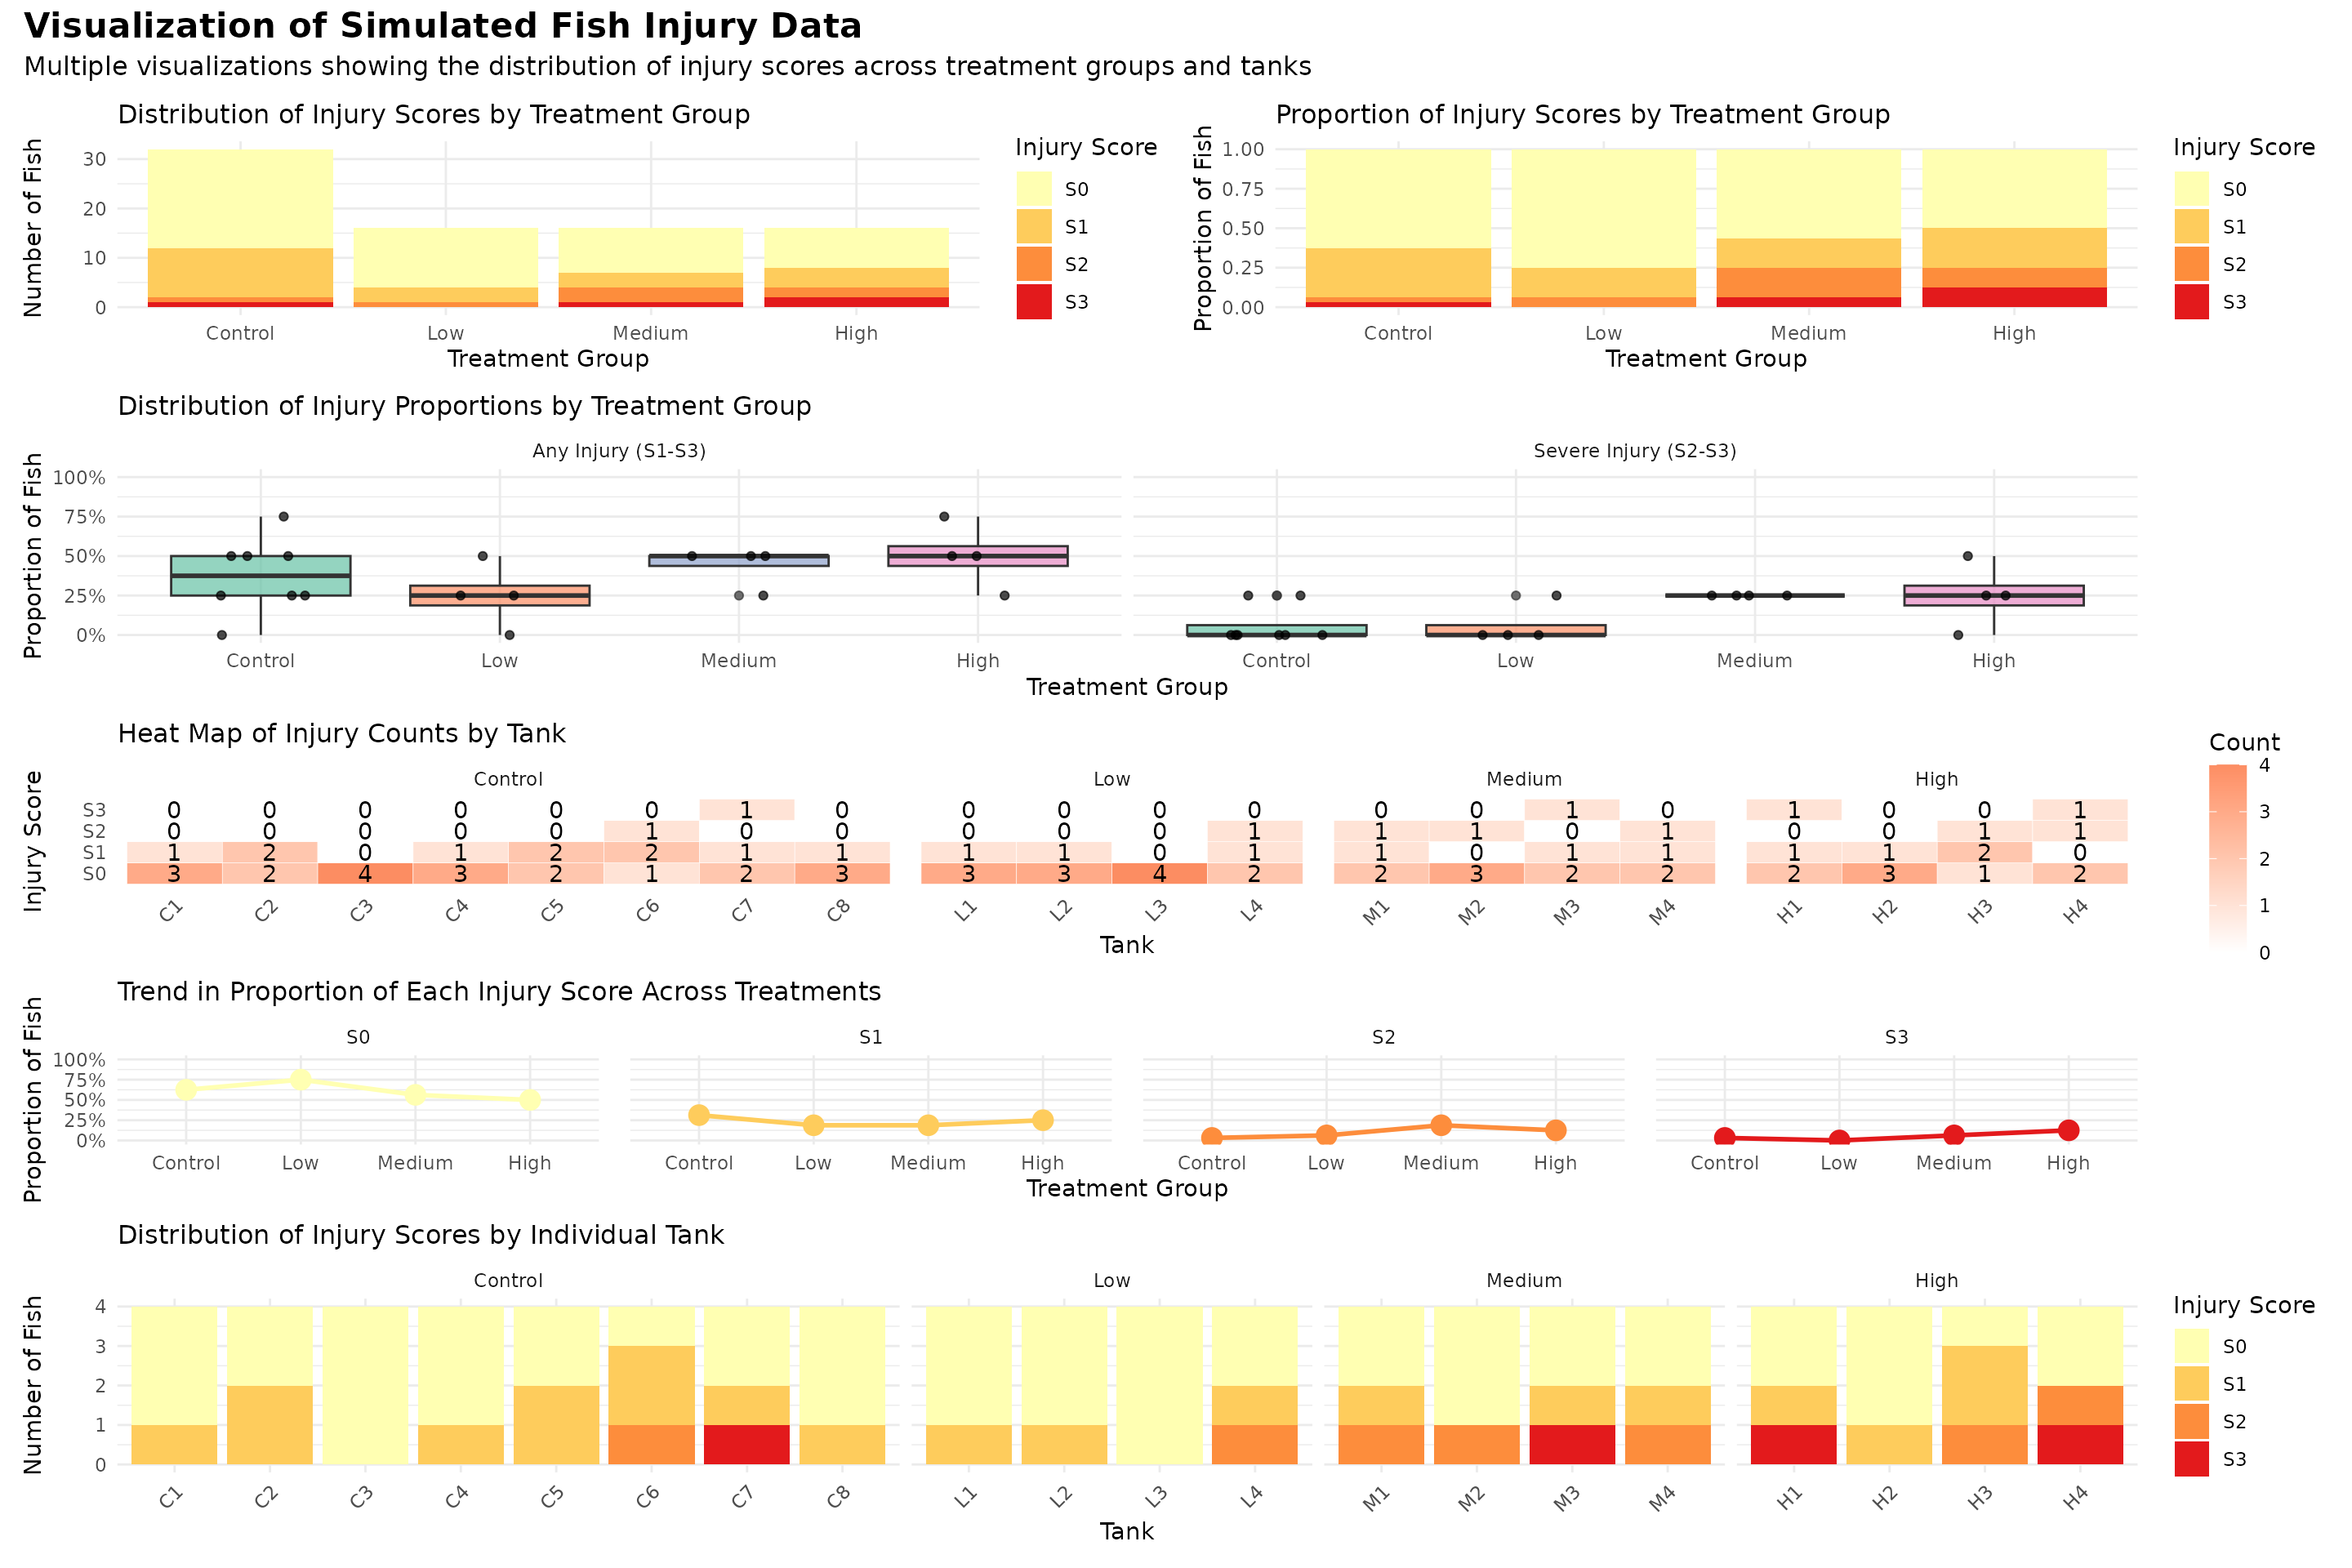 Visualization of Simulated Fish Injury Data
Multiple visualizations showing the distribution of injury scores across treatment groups and tanks
Distribution of Injury Scores by Treatment Group
Number of Fish
30
20
10
0
Control Low Medium High
Treatment Group
Injury Score
S0
S1
S2
S3
Proportion of Injury Scores by Treatment Group
Proportion of Fish
1.00
0.75
0.50
0.25
0.00
Control Low Medium High
Treatment Group
Injury Score
S0
S1
S2
S3
Distribution of Injury Proportions by Treatment Group
Any Injury (S1-S3) Severe Injury (S2-S3)
Proportion of Fish
100%
75%
50%
25%
0%
Control Low Medium High Control Low Medium High
Treatment Group
Heat Map of Injury Counts by Tank
Control Low Medium High
Injury Score
S3 0 0 0 0 0 0 1 0 0 0 0 0 0 0 1 0 1 0 0 1
S2 0 0 0 0 0 1 0 0 0 0 0 1 1 1 0 1 0 0 1 1
S1 1 2 0 1 2 2 1 1 1 1 0 1 1 0 1 1 1 1 2 0
S0 3 2 4 3 2 1 2 3 3 3 4 2 2 3 2 2 2 3 1 2
C1 C2 C3 C4 C5 C6 C7 C8 L1 L2 L3 L4 M1 M2 M3 M4 H1 H2 H3 H4
Tank
Count
4
3
2
1
0
Trend in Proportion of Each Injury Score Across Treatments
S0 S1 S2 S3
Proportion of Fish
100%
75%
50%
25%
0%
Control Low Medium High Control Low Medium High Control Low Medium High Control Low Medium High
Treatment Group
Distribution of Injury Scores by Individual Tank
Control Low Medium High
Number of Fish
4
3
2
1
0
C1 C2 C3 C4 C5 C6 C7 C8 L1 L2 L3 L4 M1 M2 M3 M4 H1 H2 H3 H4
Tank
Injury Score
S0
S1
S2
S3